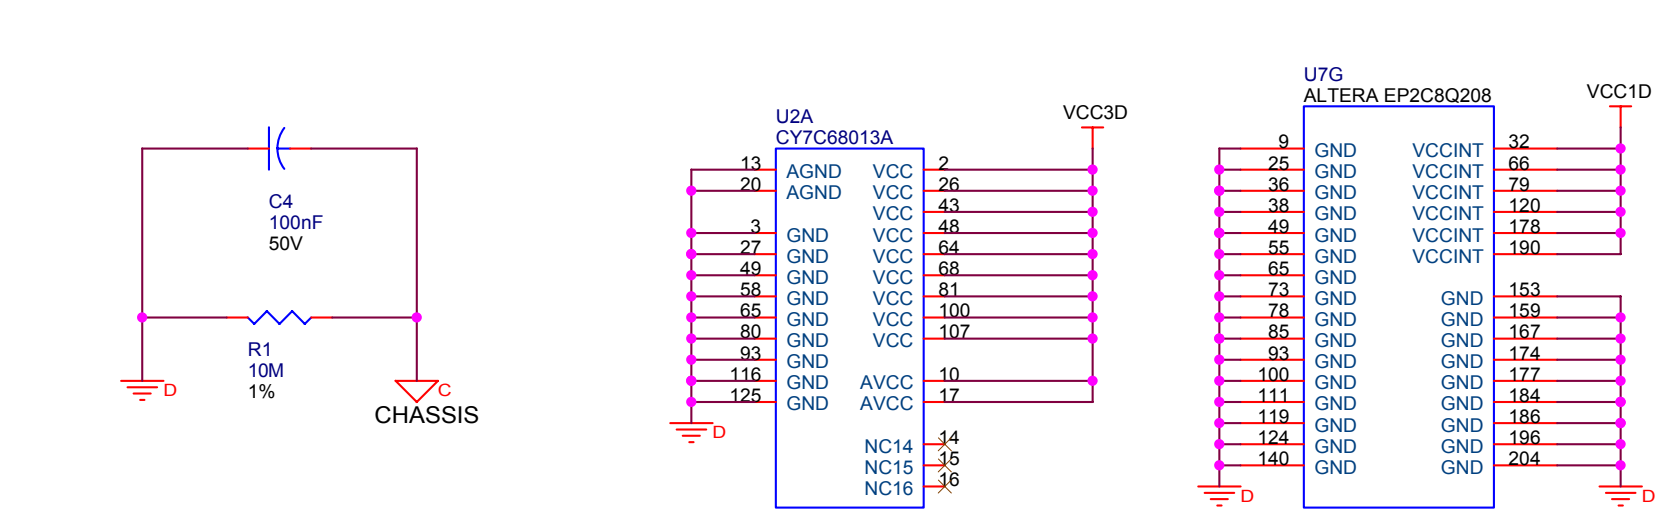 C4
100nF
50V
R1
10M
1%
D
C
CHASSIS
U2A
CY7C68013A
VCC3D
13 AGND VCC 2
20 AGND VCC 26
VCC 43
3 GND VCC 48
27 GND VCC 64
49 GND VCC 68
58 GND VCC 81
65 GND VCC 100
80 GND VCC 107
93 GND
116 GND AVCC 10
125 GND AVCC 17
D
NC14 14
NC15 15
NC16 16
U7G
ALTERA EP2C8Q208
VCC1D
9 GND VCCINT 32
25 GND VCCINT 66
36 GND VCCINT 79
38 GND VCCINT 120
49 GND VCCINT 178
55 GND VCCINT 190
65 GND
73 GND GND 153
78 GND GND 159
85 GND GND 167
93 GND GND 174
100 GND GND 177
111 GND GND 184
119 GND GND 186
124 GND GND 196
140 GND GND 204
D
D